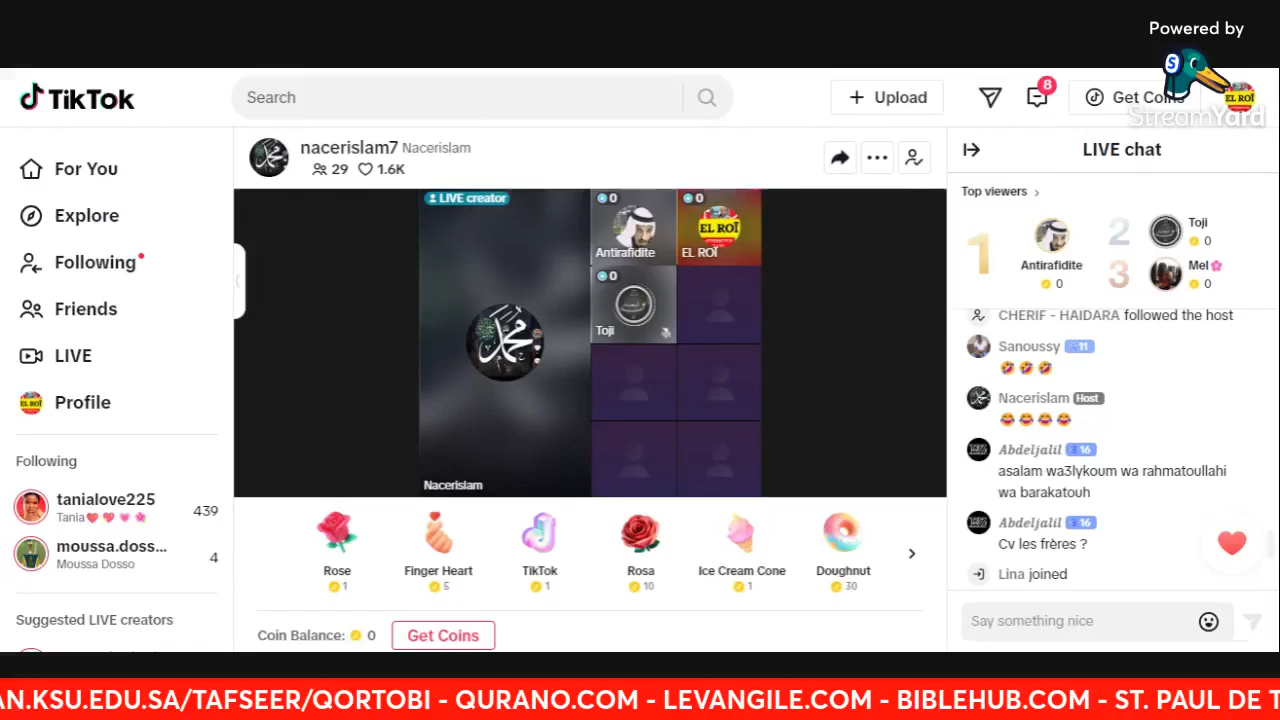 Powered by
StreamYard
TikTok
Search
Upload
8
Get Coins
EL ROÏ
For You
Explore
Following
Friends
LIVE
Profile
Following
tanialove225
Tania
439
moussa.doss...
Moussa Dosso
4
Suggested LIVE creators
nacerislam7 Nacerislam
29 1.6K
LIVE creator
Nacerislam
0
Antirafidite
0
EL ROÏ
EL ROÏ
0
Toji
Rose
1
Finger Heart
5
TikTok
1
Rosa
10
Ice Cream Cone
1
Doughnut
30
Coin Balance: 0
Get Coins
LIVE chat
Top viewers
1
Antirafidite
0
2
Toji
0
3
Mel
0
CHERIF - HAIDARA followed the host
Sanoussy 11
Nacerislam Host
Abdeljalil 16
asalam wa3lykoum wa rahmatoullahi
wa barakatouh
Abdeljalil 16
Cv les frères ?
Lina joined
Say something nice
AN.KSU.EDU.SA/TAFSEER/QORTOBI - QURANO.COM - LEVANGILE.COM - BIBLEHUB.COM - ST. PAUL DE T